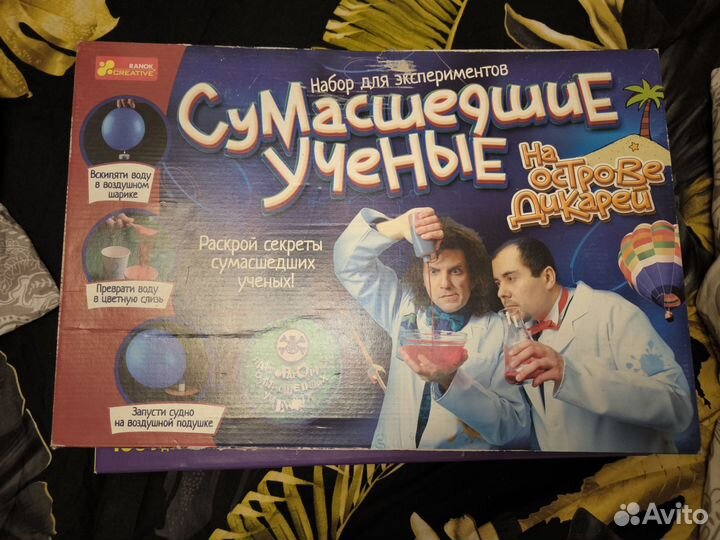 RANOK
CREATIVE
Набор для экспериментов
СуМасшедшиЕ
УчеНыЕ
На
острове
Дикарей
Вскипяти воду
в воздушном
шарике
Преврати воду
в цветную слизь
Запусти судно
на воздушной подушке
Раскрой секреты
сумасшедших
ученых!
Avito